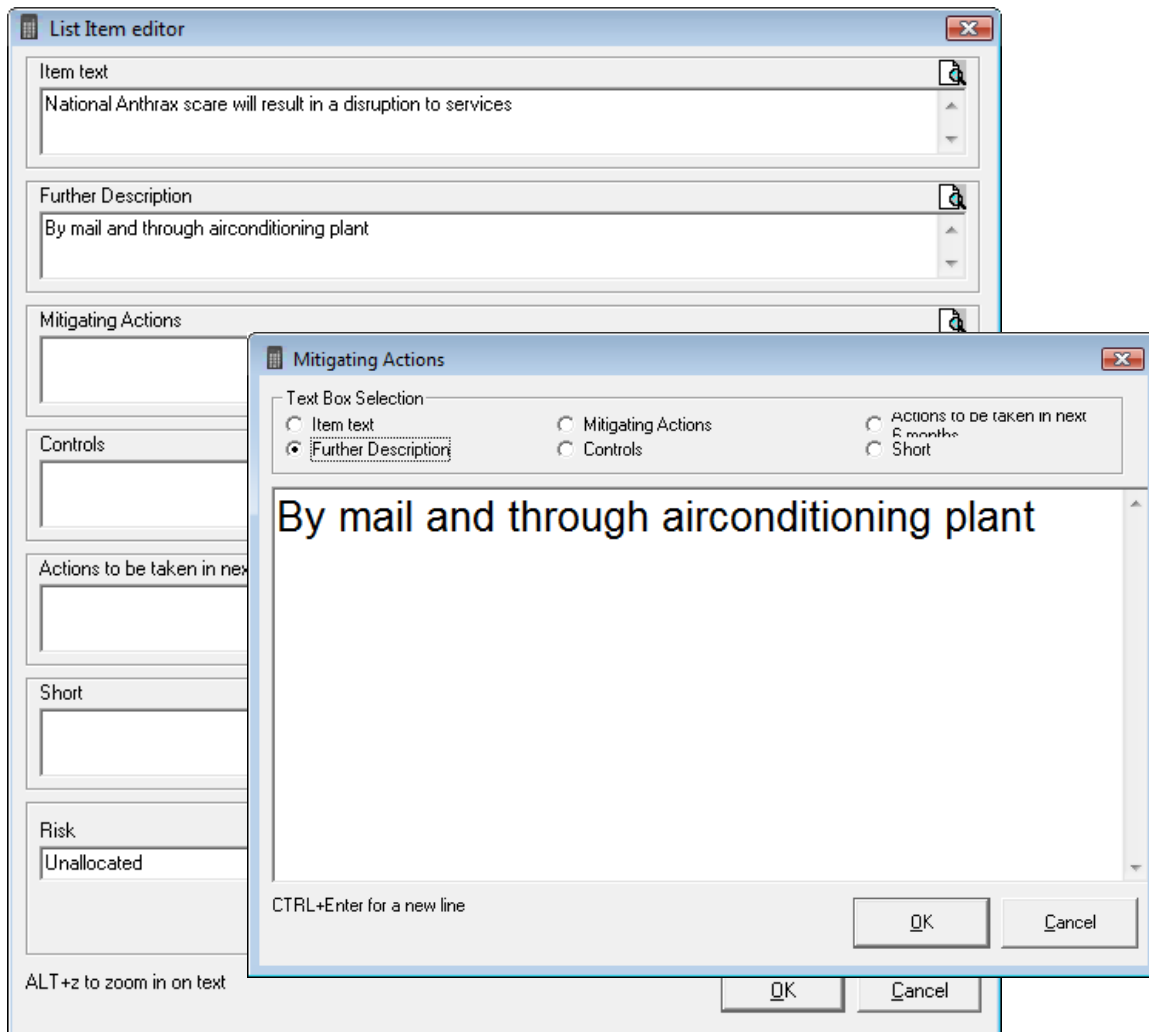 List Item editor
Item text
National Anthrax scare will result in a disruption to services
Further Description
By mail and through airconditioning plant
Mitigating Actions
Controls
Actions to be taken in nex
Short
Risk
Unallocated
ALT+z to zoom in on text
OK Cancel
Mitigating Actions
Text Box Selection
Item text Mitigating Actions Actions to be taken in next
6 months
Further Description Controls Short
By mail and through airconditioning plant
CTRL+Enter for a new line
OK Cancel